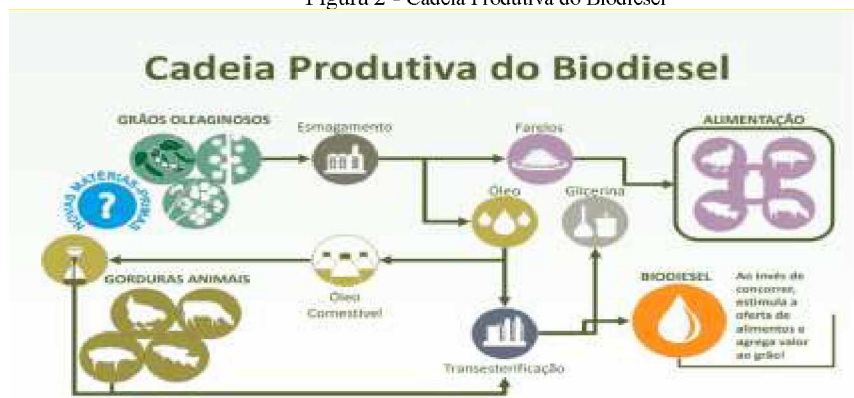 Figura 2 - Cadeia Produtiva do Biodiesel
Cadeia Produtiva do Biodiesel
GRÃOS OLEAGINOSOS
Esmagamento
Farelos
ALIMENTAÇÃO
NOVAS MATÉRIAS-PRIMAS
?
Óleo
Glicerina
GORDURAS ANIMAIS
Óleo
Comestível
BIODIESEL
Ao invés de
concorrer,
estimula a
oferta de
alimentos e
agrega valor
ao grão!
Transesterificação